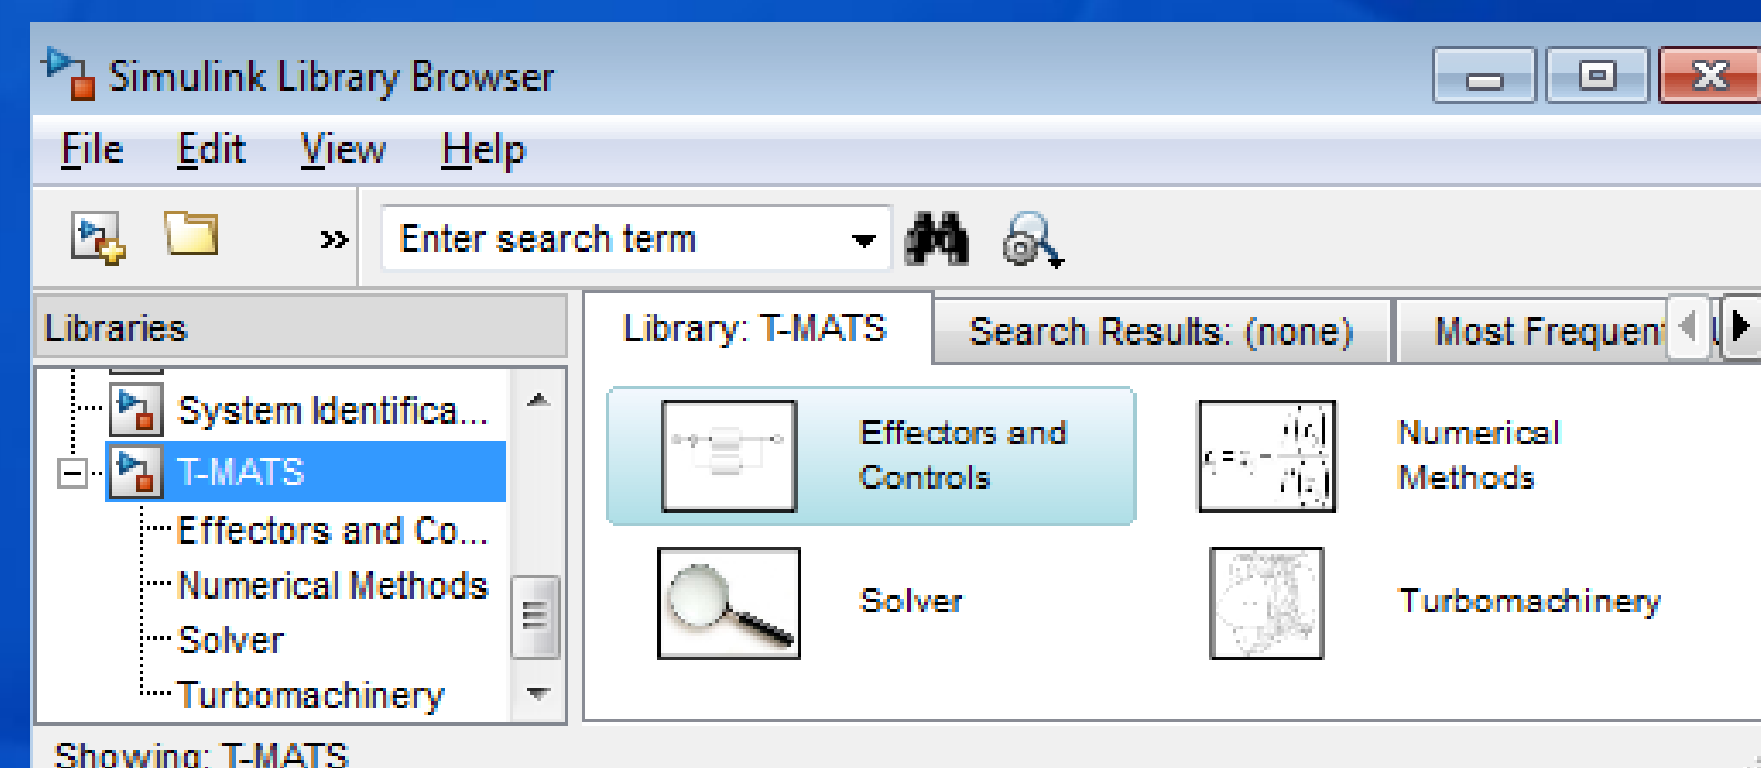 Simulink Library Browser
File Edit View Help
Enter search term
Libraries
Library: T-MATS
Search Results: (none)
Most Frequent
System Identifica...
T-MATS
Effectors and Co...
Numerical Methods
Solver
Turbomachinery
Effectors and
Controls
Numerical
Methods
Solver
Turbomachinery
Showing: T-MATS